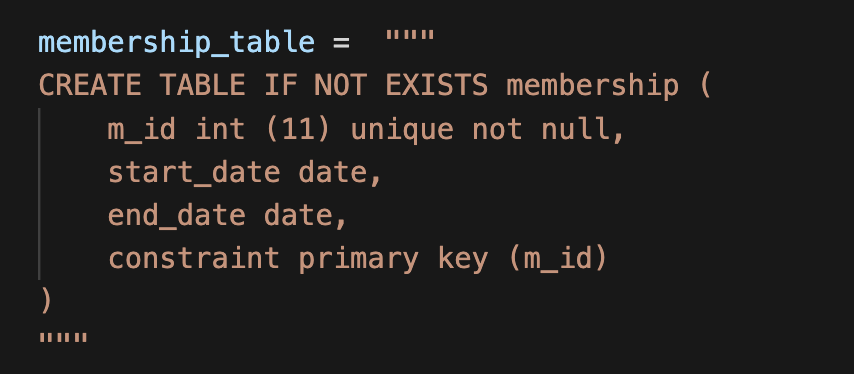 membership_table =  """
CREATE TABLE IF NOT EXISTS membership (
    m_id int (11) unique not null,
    start_date date,
    end_date date,
    constraint primary key (m_id)
)
"""